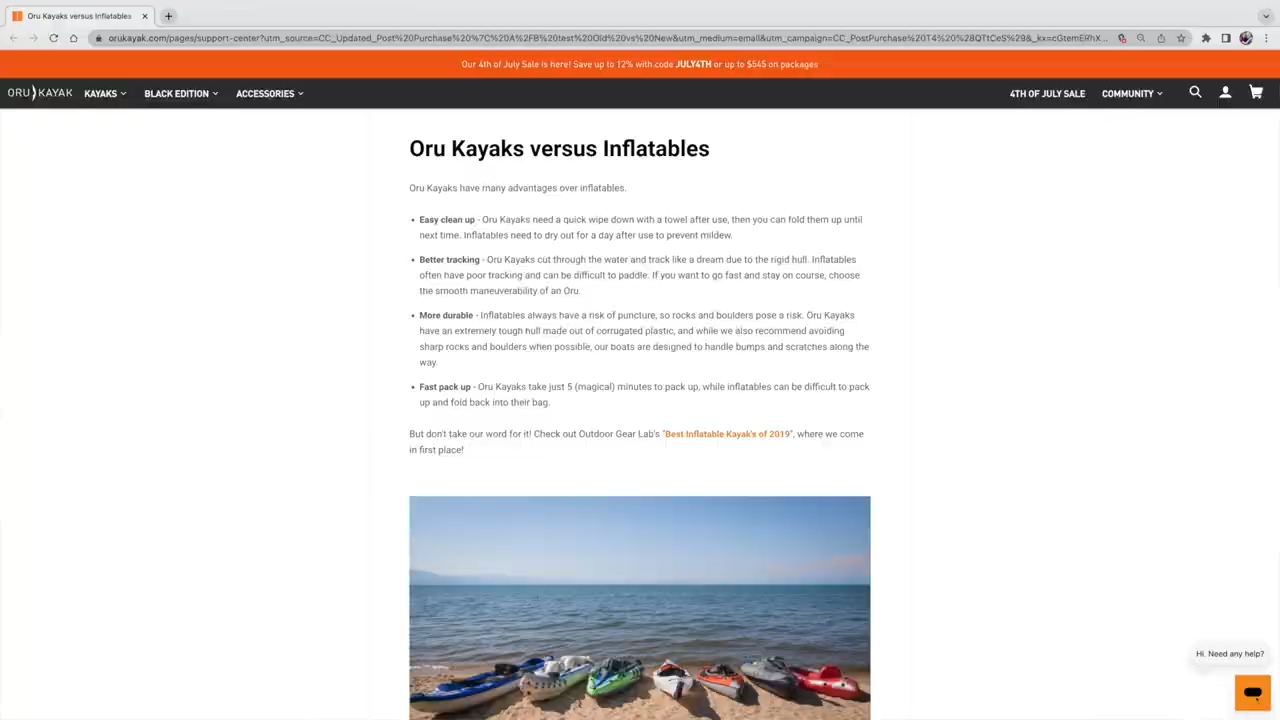 Oru Kayaks versus Inflatables
orukayak.com/pages/support-center?utm_source=CC_Updated_Post%20Purchase%20%7C%20A%2FB%20test%20Old%20vs%20New&utm_medium=email&utm_campaign=CC_PostPurchase%20T4%20%28QTtCeS%29&_kx=cGtemERhX...
Our 4th of July Sale is here! Save up to 12% with code JULY4TH or up to $545 on packages
ORU KAYAK KAYAKS BLACK EDITION ACCESSORIES 4TH OF JULY SALE COMMUNITY
Oru Kayaks versus Inflatables
Oru Kayaks have many advantages over inflatables.
• Easy clean up - Oru Kayaks need a quick wipe down with a towel after use, then you can fold them up until
next time. Inflatables need to dry out for a day after use to prevent mildew.
• Better tracking - Oru Kayaks cut through the water and track like a dream due to the rigid hull. Inflatables
often have poor tracking and can be difficult to paddle. If you want to go fast and stay on course, choose
the smooth maneuverability of an Oru.
• More durable - Inflatables always have a risk of puncture, so rocks and boulders pose a risk. Oru Kayaks
have an extremely tough hull made out of corrugated plastic, and while we also recommend avoiding
sharp rocks and boulders when possible, our boats are designed to handle bumps and scratches along the
way.
• Fast pack up - Oru Kayaks take just 5 (magical) minutes to pack up, while inflatables can be difficult to pack
up and fold back into their bag.
But don't take our word for it! Check out Outdoor Gear Lab's "Best Inflatable Kayak's of 2019", where we come
in first place!
Hi. Need any help?